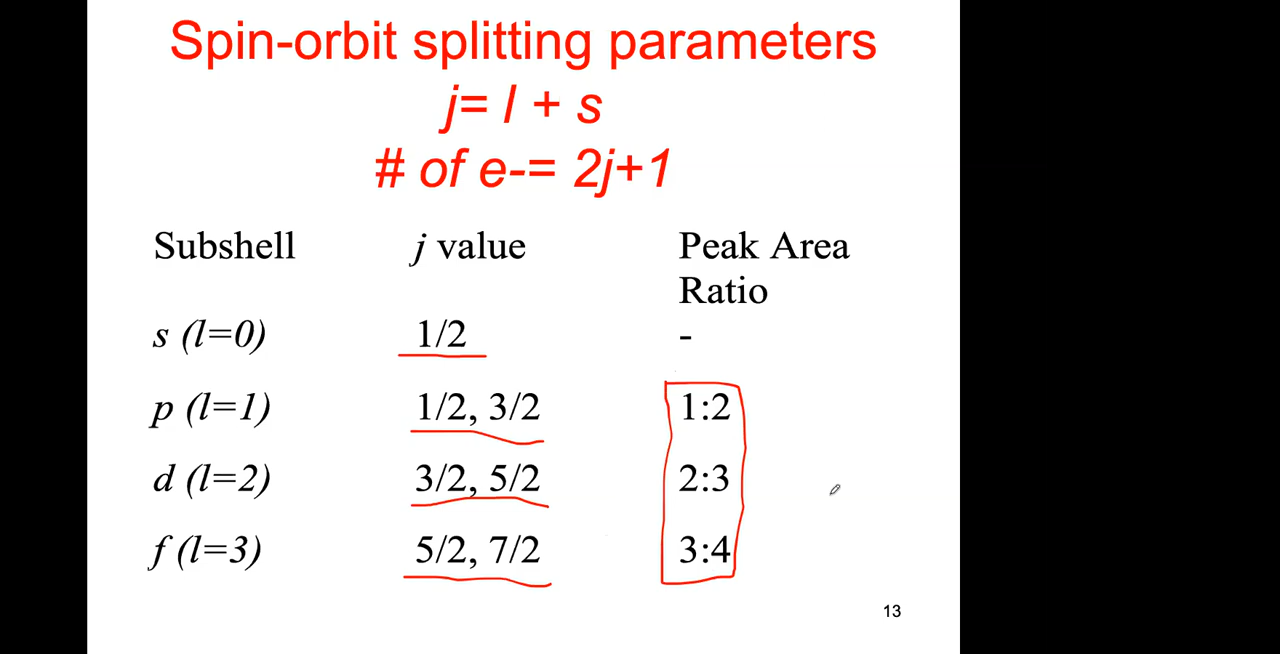 Spin-orbit splitting parameters
j= l + s
# of e-= 2j+1
Subshell j value Peak Area
Ratio
s (l=0) 1/2 -
p (l=1) 1/2, 3/2 1:2
d (l=2) 3/2, 5/2 2:3
f (l=3) 5/2, 7/2 3:4
13